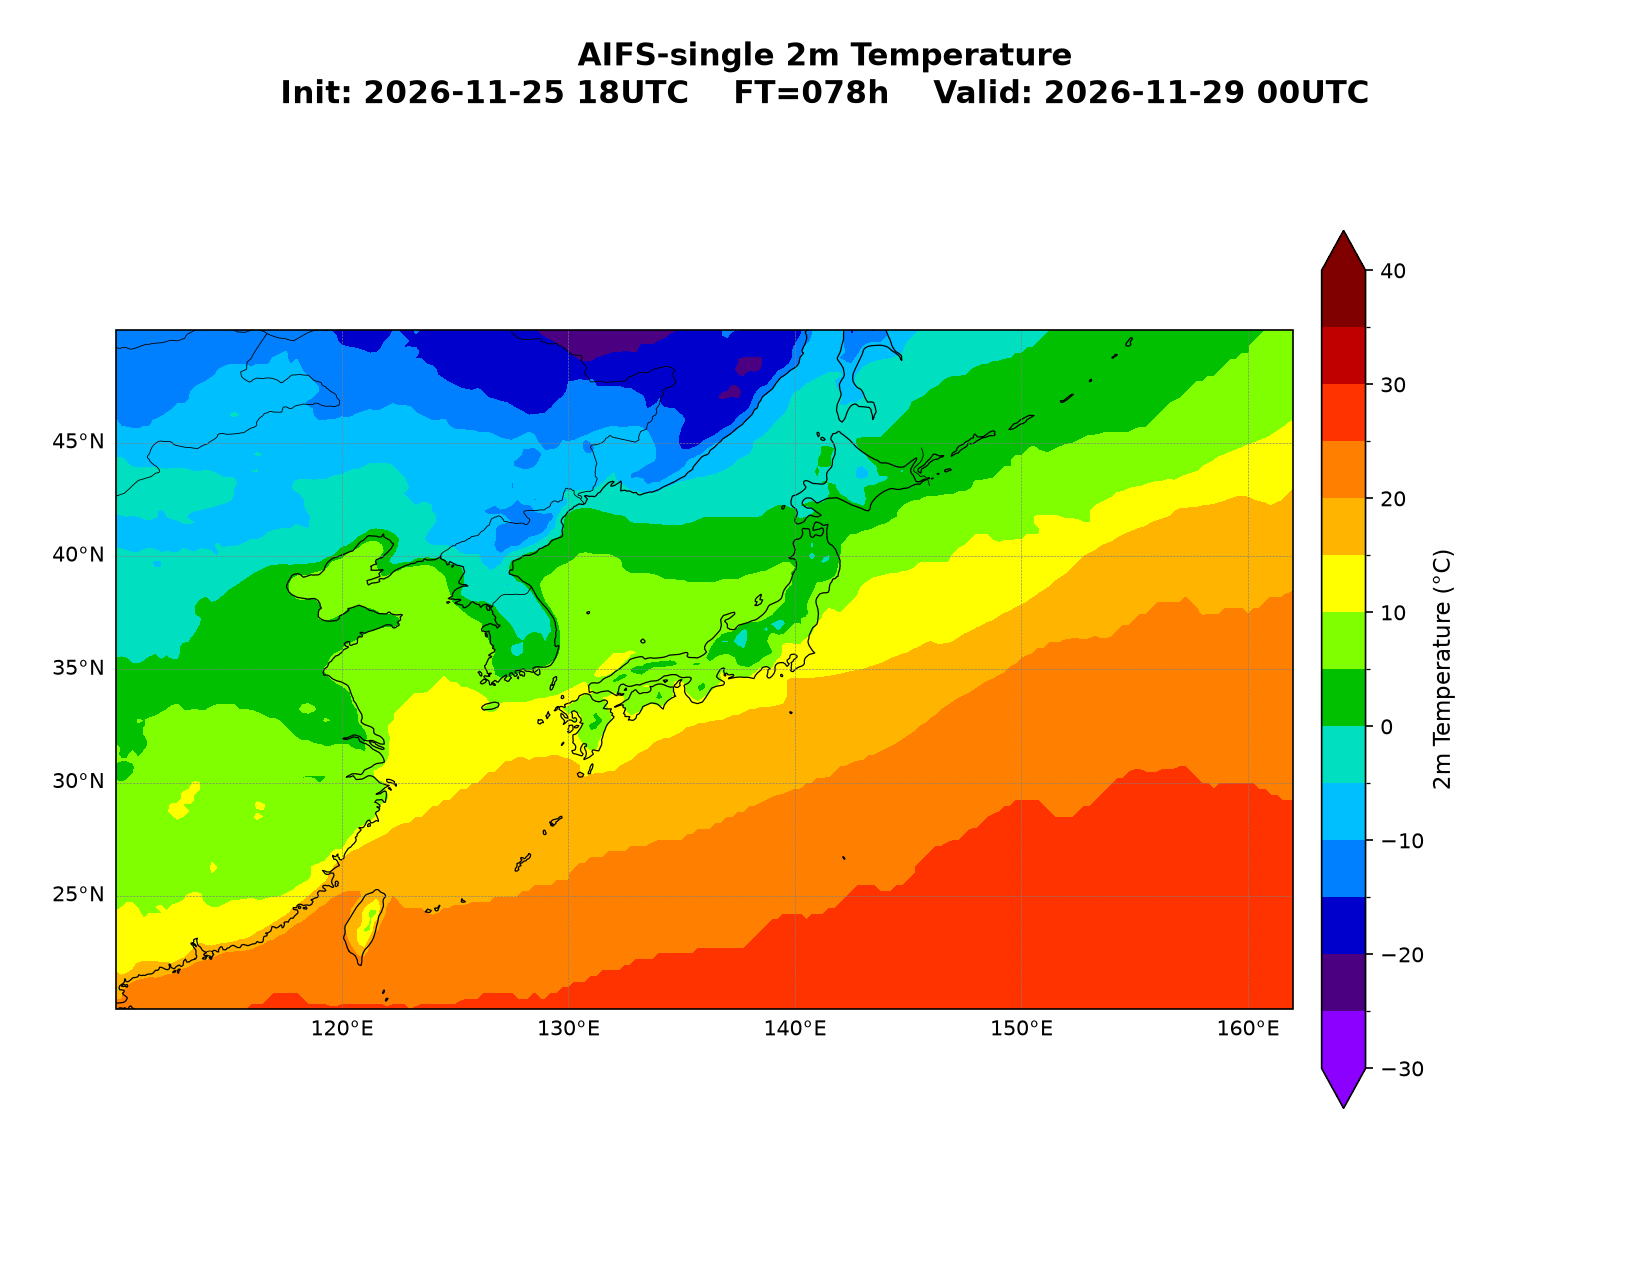 AIFS-single 2m Temperature
Init: 2026-11-25 18UTC    FT=078h    Valid: 2026-11-29 00UTC
45°N
40°N
35°N
30°N
25°N
120°E
130°E
140°E
150°E
160°E
40
30
20
10
0
−10
−20
−30
2m Temperature (°C)